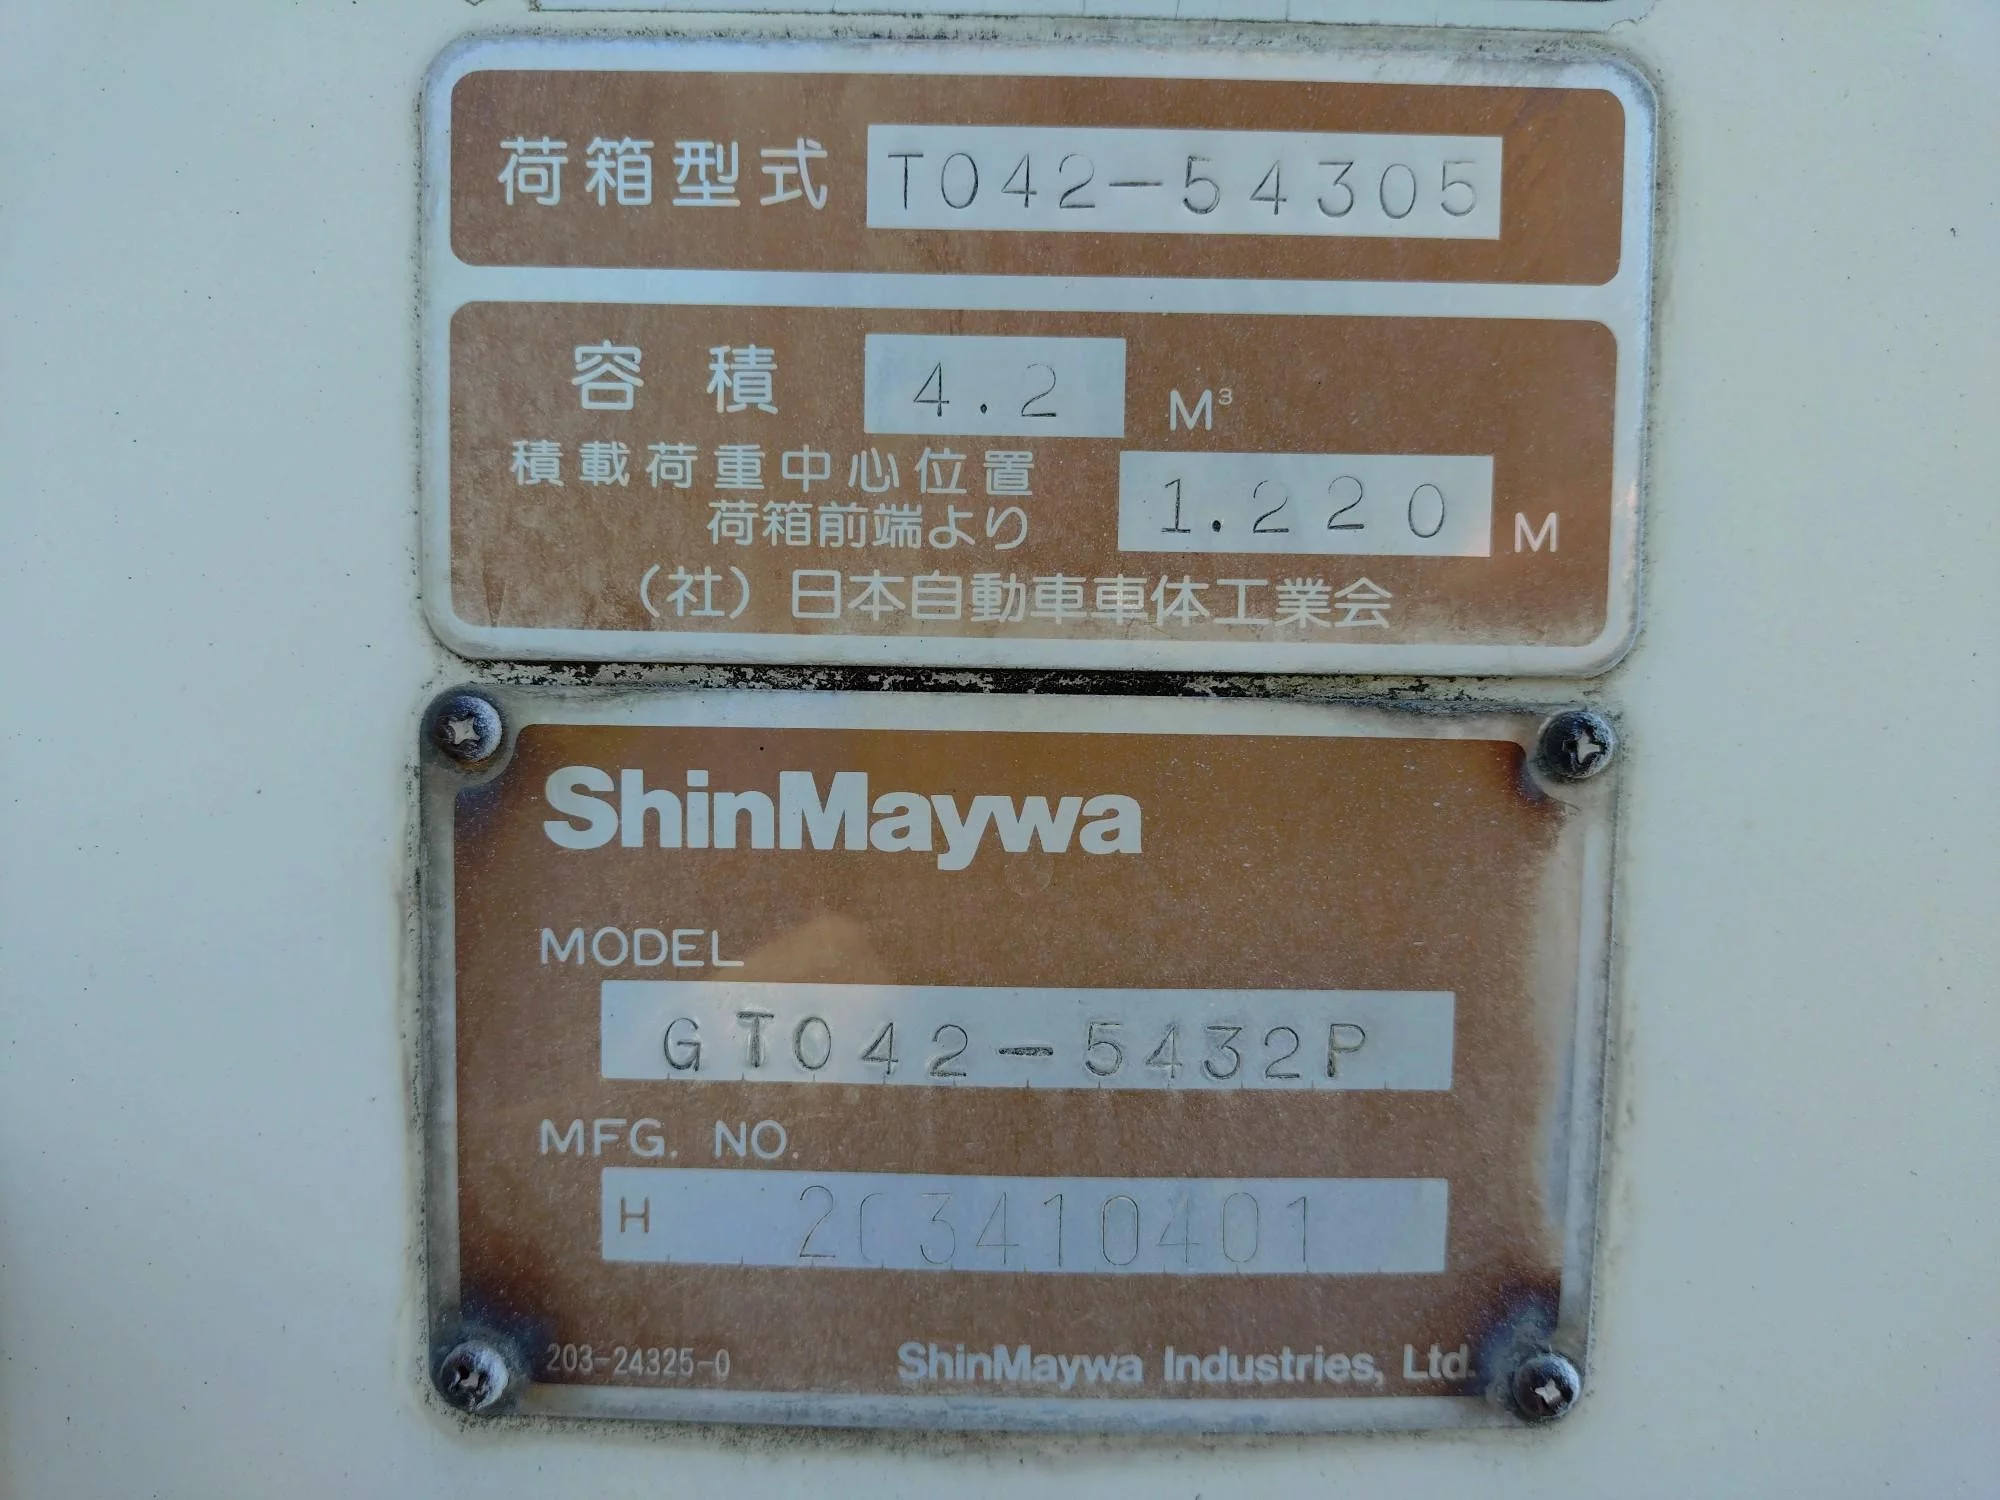 荷箱型式 T042-54305
容積 4.2 M³
積載荷重中心位置
荷箱前端より 1.220 M
(社)日本自動車車体工業会
ShinMaywa
MODEL
GT042-5432P
MFG. NO.
H 203410401
203-24325-0 ShinMaywa Industries, Ltd.